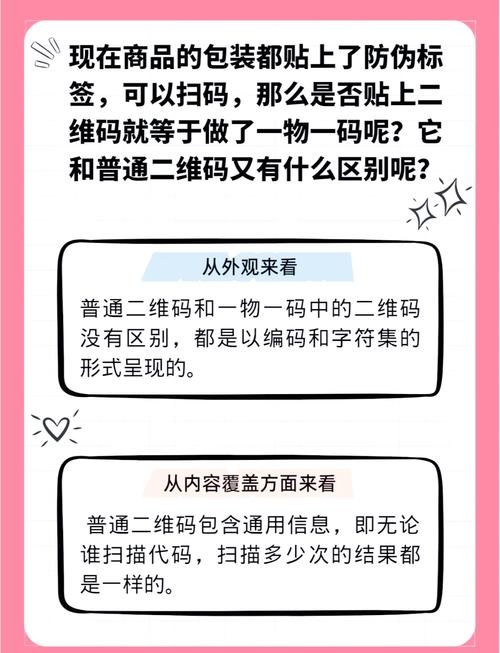 现在商品的包装都贴上了防伪标
签，可以扫码，那么是否贴上二
维码就等于做了一物一码呢？它
和普通二维码又有什么区别呢？
从外观来看
普通二维码和一物一码中的二维码
没有区别，都是以编码和字符集的
形式呈现的。
从内容覆盖方面来看
普通二维码包含通用信息，即无论
谁扫描代码，扫描多少次的结果都
是一样的。